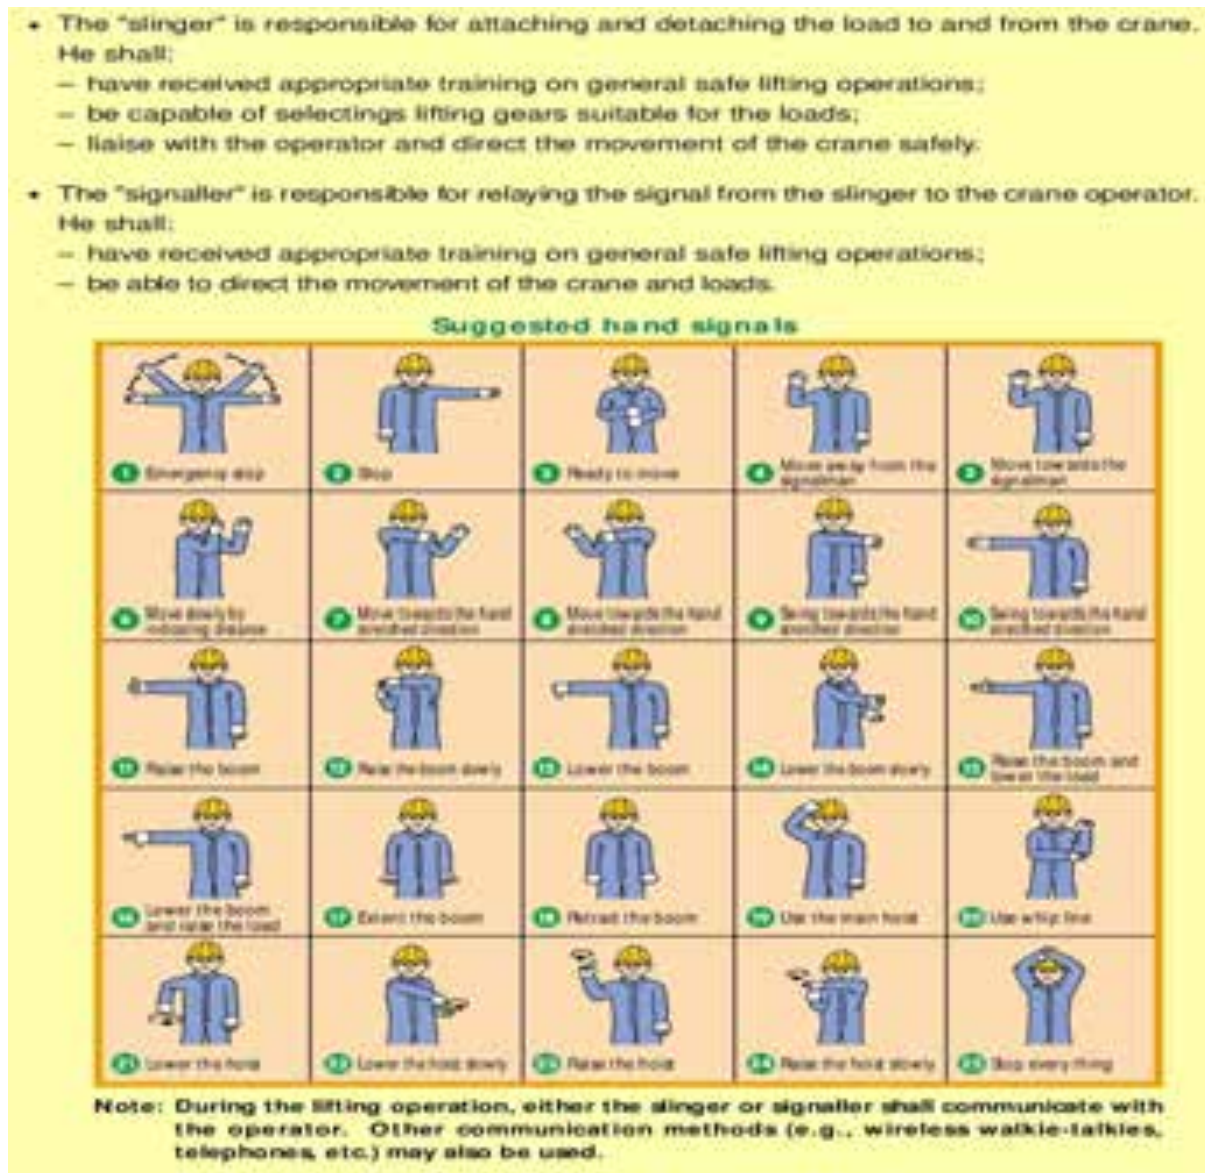 • The "slinger" is responsible for attaching and detaching the load to and from the crane.
He shall:
– have received appropriate training on general safe lifting operations;
– be capable of selectings lifting gears suitable for the loads;
– liaise with the operator and direct the movement of the crane safely.
• The "signaller" is responsible for relaying the signal from the slinger to the crane operator.
He shall:
– have received appropriate training on general safe lifting operations;
– be able to direct the movement of the crane and loads.
Suggested hand signals
1 Emergency stop
2 Stop
3 Ready to move
4 Move away from the
signalman
5 Move towards the
signalman
6 Move slowly by
indicating distance
7 Move towards the hand
stretched direction
8 Move towards the hand
stretched direction
9 Swing towards the hand
stretched direction
10 Swing towards the hand
stretched direction
11 Raise the boom
12 Raise the boom slowly
13 Lower the boom
14 Lower the boom slowly
15 Raise the boom and
lower the load
16 Lower the boom
and raise the load
17 Extent the boom
18 Retract the boom
19 Use the main hoist
20 Use whip line
21 Lower the hoist
22 Lower the hoist slowly
23 Raise the hoist
24 Raise the hoist slowly
25 Stop every thing
Note: During the lifting operation, either the slinger or signaller shall communicate with
the operator. Other communication methods (e.g., wireless walkie-talkies,
telephones, etc.) may also be used.